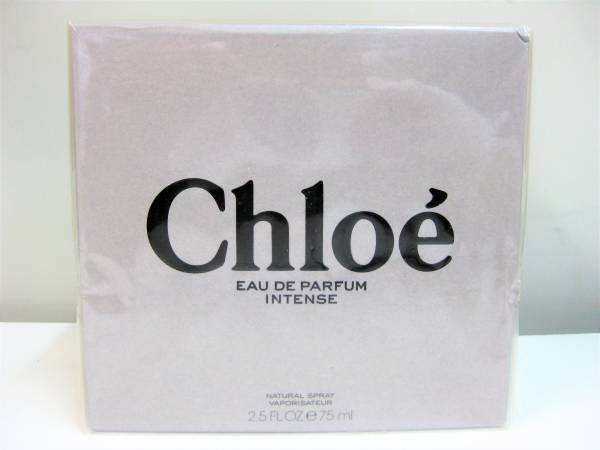 Chloé
EAU DE PARFUM
INTENSE
NATURAL SPRAY
VAPORISATEUR
2.5 FL.OZ. ℮ 75 ml